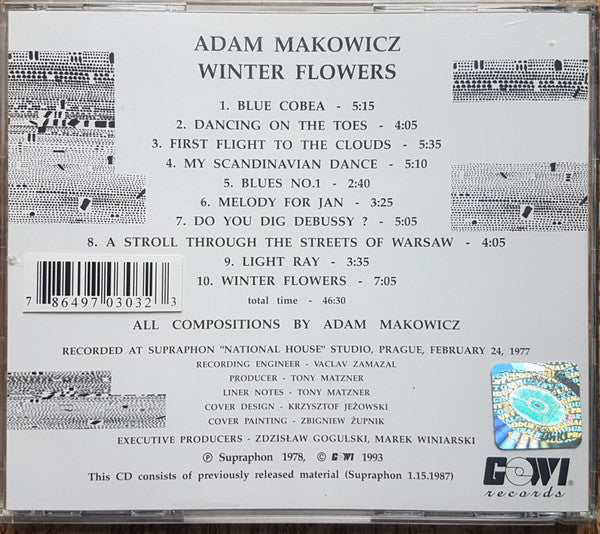 ADAM MAKOWICZ
WINTER FLOWERS
1. BLUE COBEA - 5:15
2. DANCING ON THE TOES - 4:05
3. FIRST FLIGHT TO THE CLOUDS - 5:35
4. MY SCANDINAVIAN DANCE - 5:10
5. BLUES NO.1 - 2:40
6. MELODY FOR JAN - 3:25
7. DO YOU DIG DEBUSSY ? - 5:05
8. A STROLL THROUGH THE STREETS OF WARSAW - 4:05
9. LIGHT RAY - 3:35
10. WINTER FLOWERS - 7:05
total time - 46:30
7 86497 03032 3
ALL COMPOSITIONS BY ADAM MAKOWICZ
RECORDED AT SUPRAPHON "NATIONAL HOUSE" STUDIO, PRAGUE, FEBRUARY 24, 1977
RECORDING ENGINEER - VACLAV ZAMAZAL
PRODUCER - TONY MATZNER
LINER NOTES - TONY MATZNER
COVER DESIGN - KRZYSZTOF JEŻOWSKI
COVER PAINTING - ZBIGNIEW ŻUPNIK
EXECUTIVE PRODUCERS - ZDZISŁAW GOGULSKI, MAREK WINIARSKI
Ⓟ Supraphon 1978, © GOWI 1993
This CD consists of previously released material (Supraphon 1.15.1987)
GOWI®
records